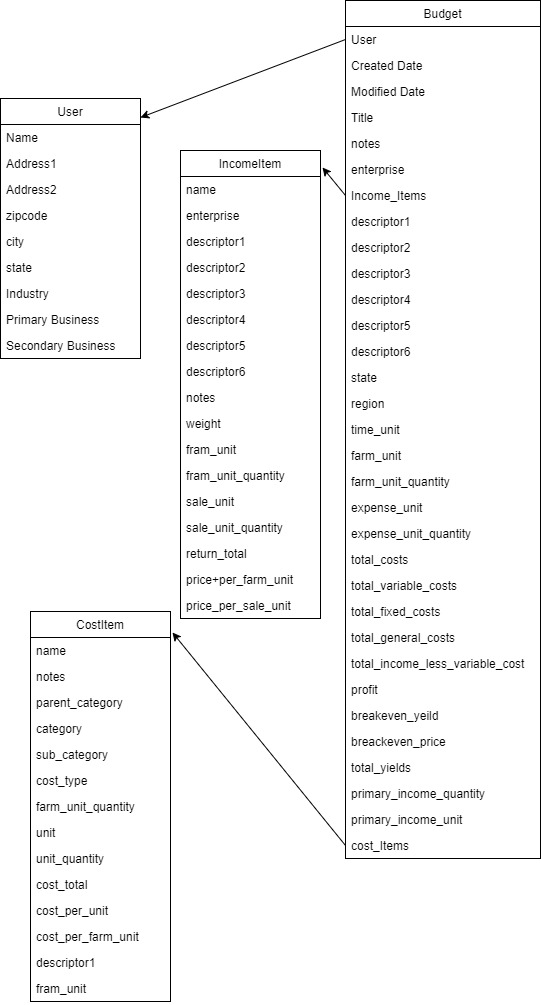 Budget
User
Created Date
Modified Date
Title
notes
enterprise
Income_Items
descriptor1
descriptor2
descriptor3
descriptor4
descriptor5
descriptor6
state
region
time_unit
farm_unit
farm_unit_quantity
expense_unit
expense_unit_quantity
total_costs
total_variable_costs
total_fixed_costs
total_general_costs
total_income_less_variable_cost
profit
breakeven_yeild
breackeven_price
total_yields
primary_income_quantity
primary_income_unit
cost_Items
User
Name
Address1
Address2
zipcode
city
state
Industry
Primary Business
Secondary Business
IncomeItem
name
enterprise
descriptor1
descriptor2
descriptor3
descriptor4
descriptor5
descriptor6
notes
weight
fram_unit
fram_unit_quantity
sale_unit
sale_unit_quantity
return_total
price+per_farm_unit
price_per_sale_unit
CostItem
name
notes
parent_category
category
sub_category
cost_type
farm_unit_quantity
unit
unit_quantity
cost_total
cost_per_unit
cost_per_farm_unit
descriptor1
fram_unit